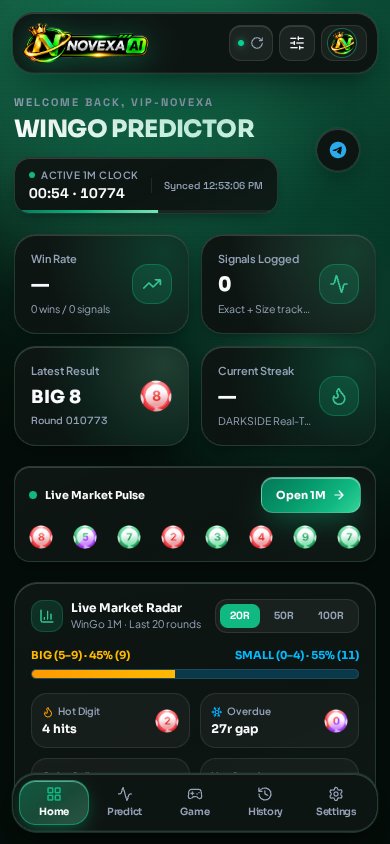 NOVEXA AI
WELCOME BACK, VIP-NOVEXA
WINGO PREDICTOR
ACTIVE 1M CLOCK
00:54 · 10774
Synced 12:53:06 PM
Win Rate
—
0 wins / 0 signals
Signals Logged
0
Exact + Size track...
Latest Result
BIG 8
Round 010773
8
Current Streak
—
DARKSIDE Real-T...
Live Market Pulse
Open 1M →
8 5 7 2 3 4 9 7
Live Market Radar
WinGo 1M · Last 20 rounds
20R 50R 100R
BIG (5–9) · 45% (9)
SMALL (0–4) · 55% (11)
Hot Digit
4 hits
2
Overdue
27r gap
0
Home
Predict
Game
History
Settings